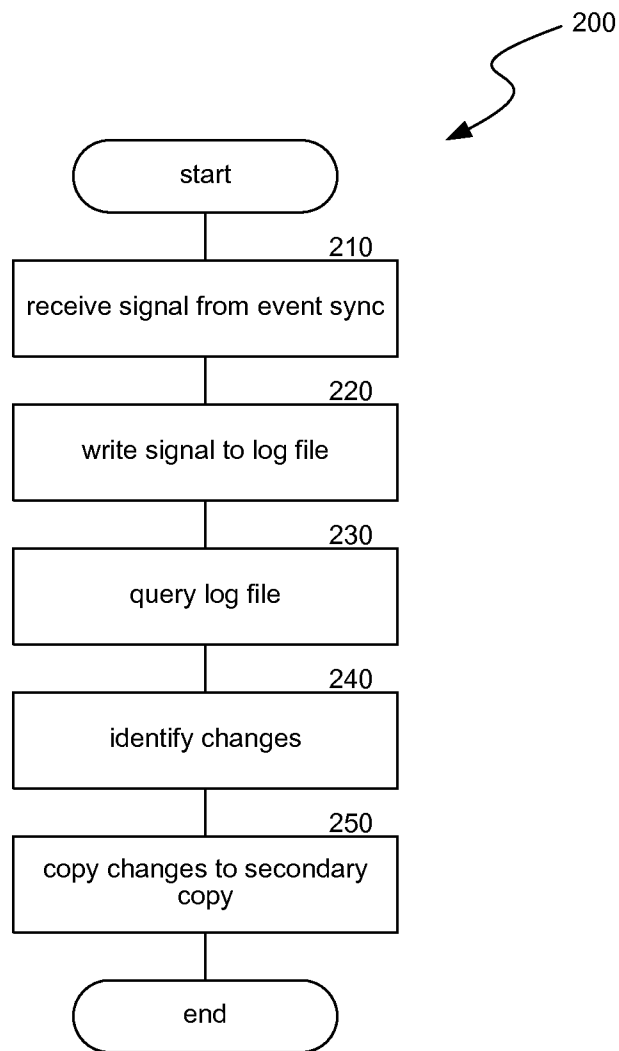 200
start
210
receive signal from event sync
220
write signal to log file
230
query log file
240
identify changes
250
copy changes to secondary
copy
end